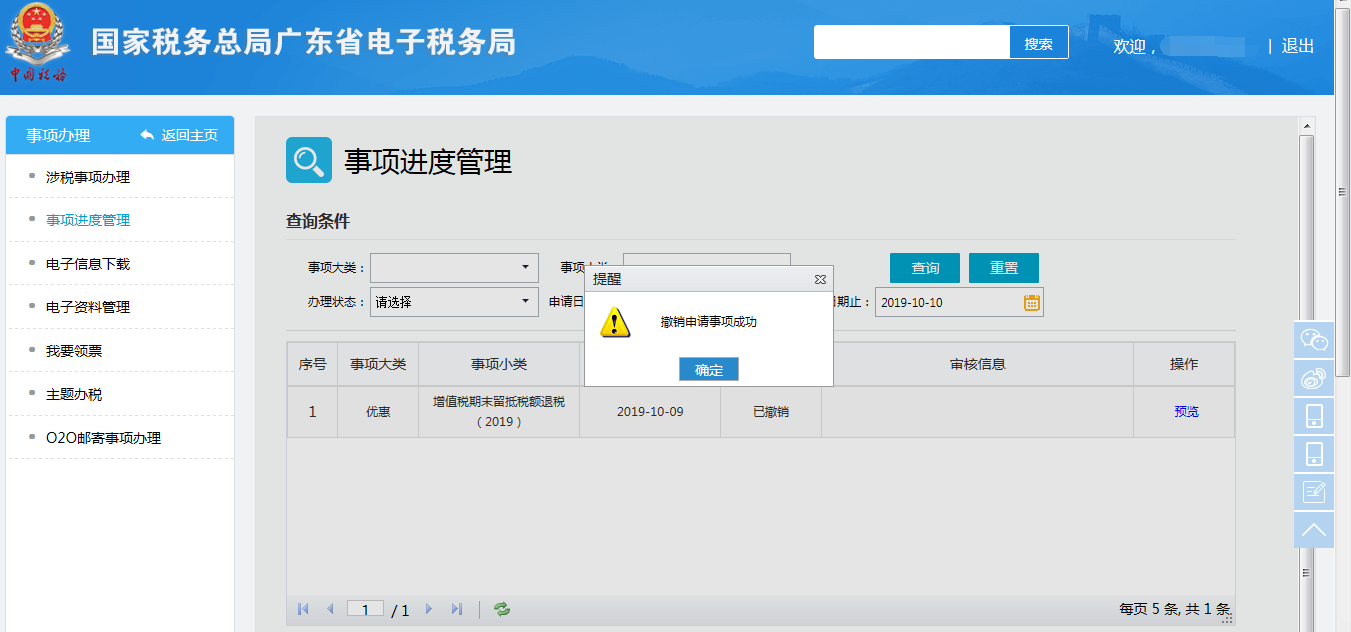 国家税务总局广东省电子税务局
中国税务
搜索
欢迎，
| 退出
事项办理
返回主页
涉税事项办理
事项进度管理
电子信息下载
电子资料管理
我要领票
主题办税
O2O邮寄事项办理
事项进度管理
查询条件
事项大类：
事项
查询
重置
办理状态：
请选择
申请日
期止：
2019-10-10
提醒
撤销申请事项成功
确定
序号 事项大类 事项小类 审核信息 操作
1 优惠 增值税期末留抵税额退税（2019） 2019-10-09 已撤销 预览
1 / 1
每页 5 条, 共 1 条